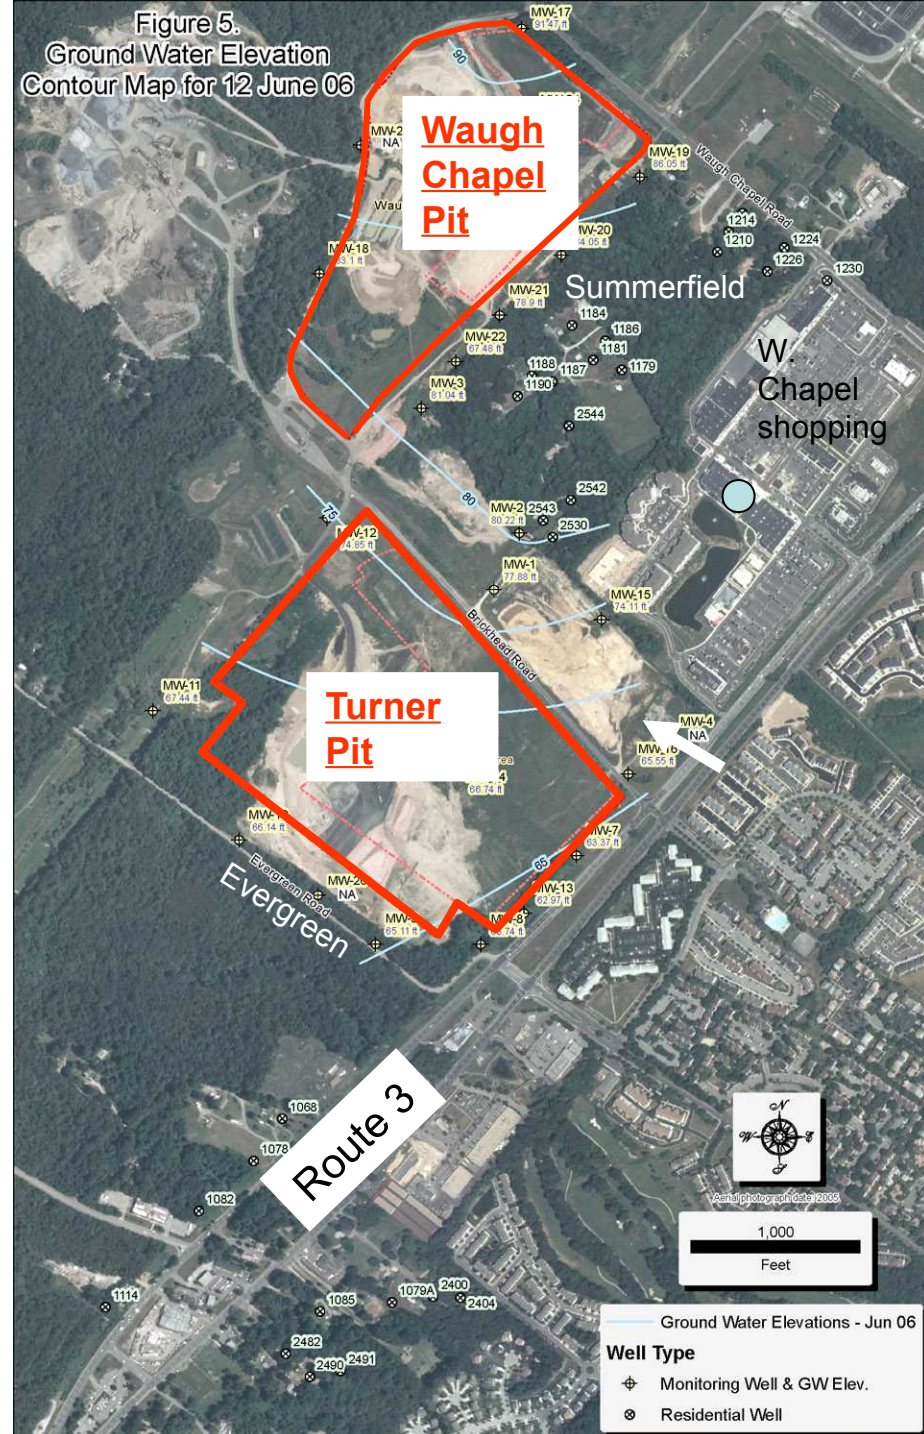 Figure 5.
Ground Water Elevation
Contour Map for 12 June 06
MW-17
91.47 ft
90
NA
Waugh
Chapel
Pit
MW-19
86.05 ft
Waugh Chapel Road
1214
1210
1224
1226
1230
MW-20
MW-18
MW-21
78.9 ft
Summerfield
1184
1186
1181
1179
MW-22
67.48 ft
1188
1187
1190
MW-3
81.04 ft
W.
Chapel
shopping
2544
80
75
2542
MW-2
80.22 ft
2543
2530
MW-12
74.85 ft
MW-1
77.88 ft
MW-15
74.11 ft
Brickhead Road
MW-11
67.44 ft
Turner
Pit
MW-4
NA
MW-16
65.55 ft
66.74 ft
66.14 ft
MW-7
63.37 ft
65
Evergreen Road
Evergreen
NA
MW-13
62.97 ft
65.11 ft
MW-8
Route 3
1068
1078
1082
1114
1085
1079A
2400
2404
2482
2490
2491
N
W
E
S
Aerial photograph date: 2005
1,000
Feet
Ground Water Elevations - Jun 06
Well Type
Monitoring Well & GW Elev.
Residential Well